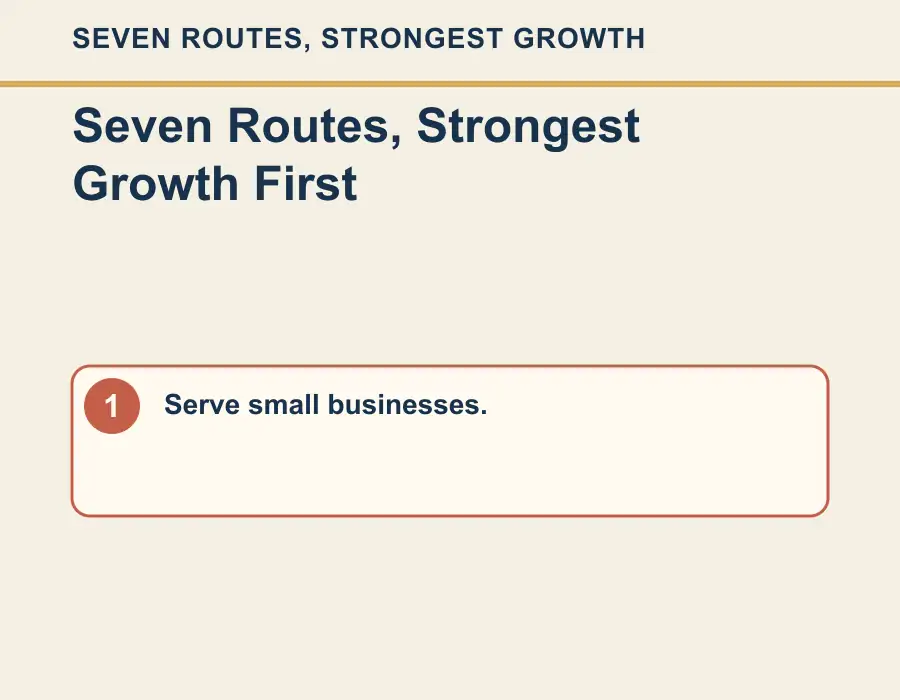 SEVEN ROUTES, STRONGEST GROWTH
Seven Routes, Strongest
Growth First
1
Serve small businesses.